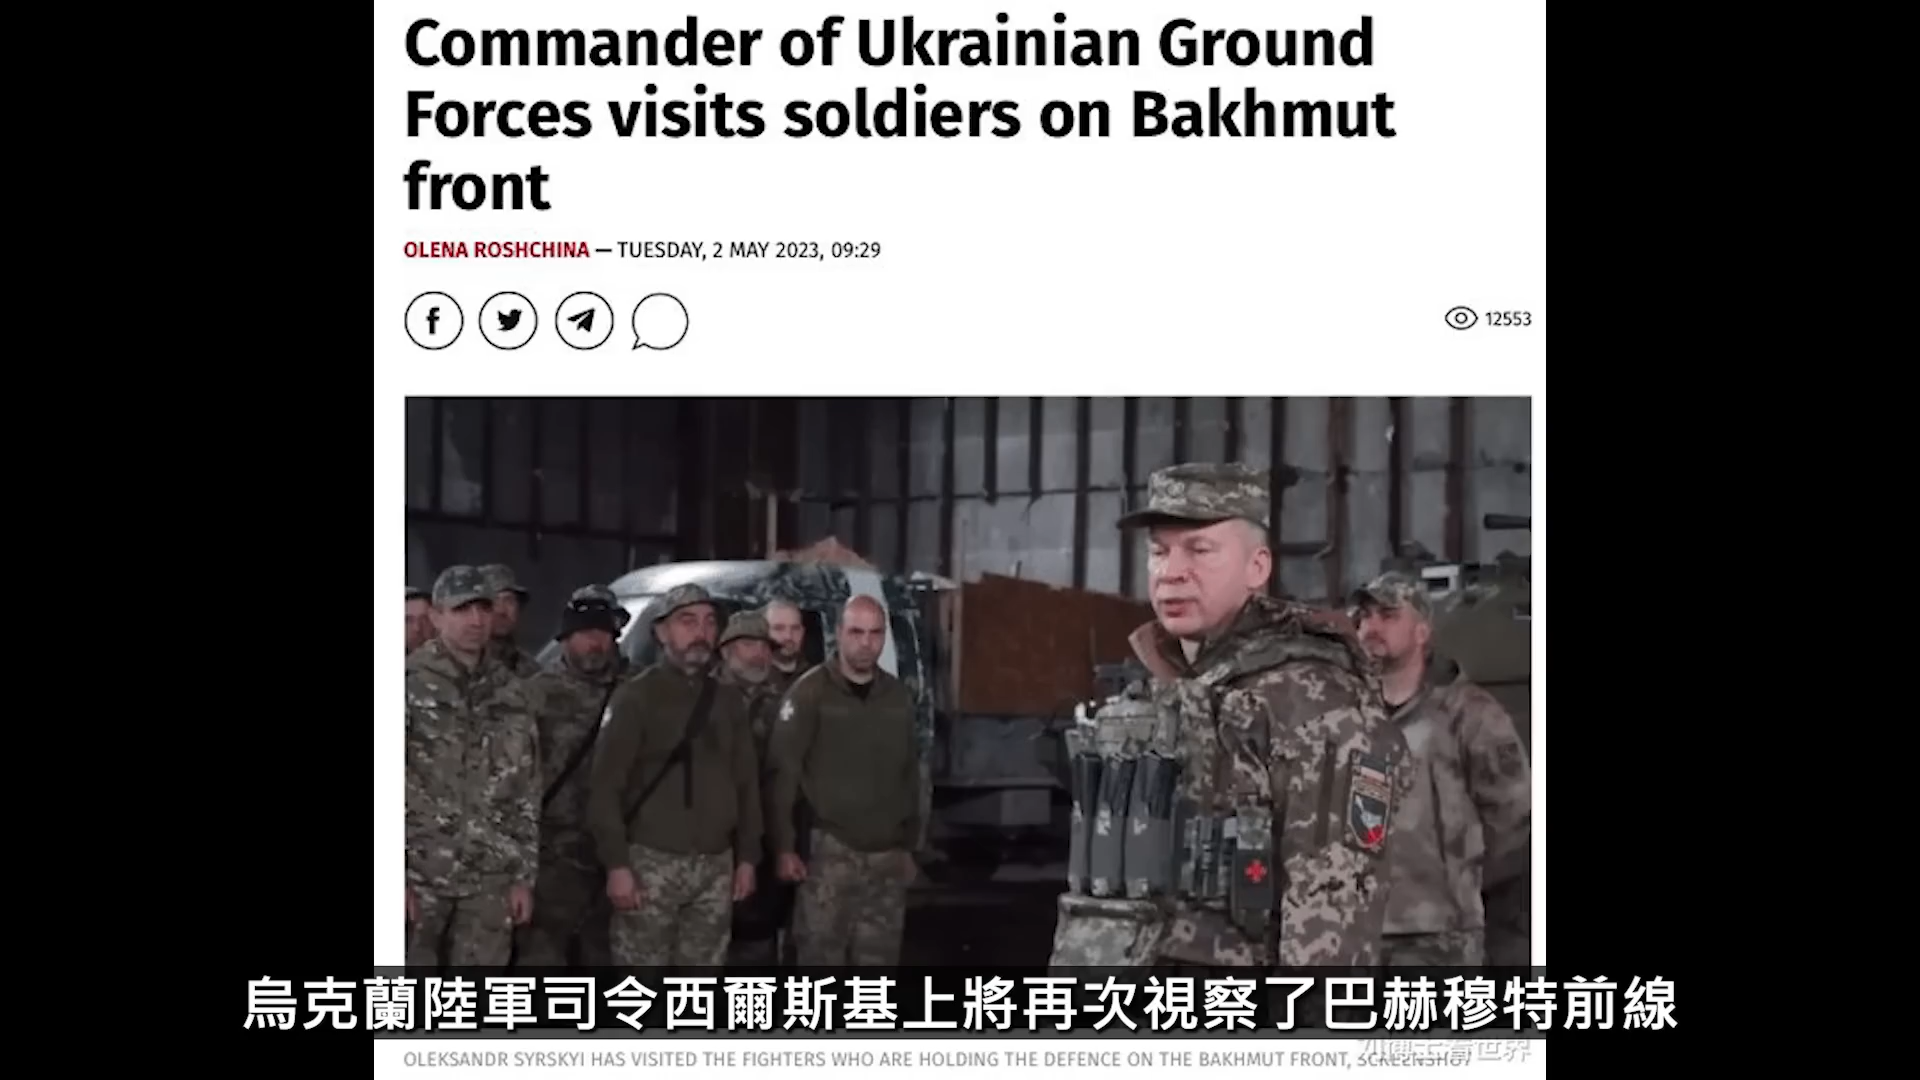 Commander of Ukrainian Ground
Forces visits soldiers on Bakhmut
front
OLENA ROSHCHINA — TUESDAY, 2 MAY 2023, 09:29
12553
烏克蘭陸軍司令西爾斯基上將再次視察了巴赫穆特前線
OLEKSANDR SYRSKYI HAS VISITED THE FIGHTERS WHO ARE HOLDING THE DEFENCE ON THE BAKHMUT FRONT, SCREENSHOT